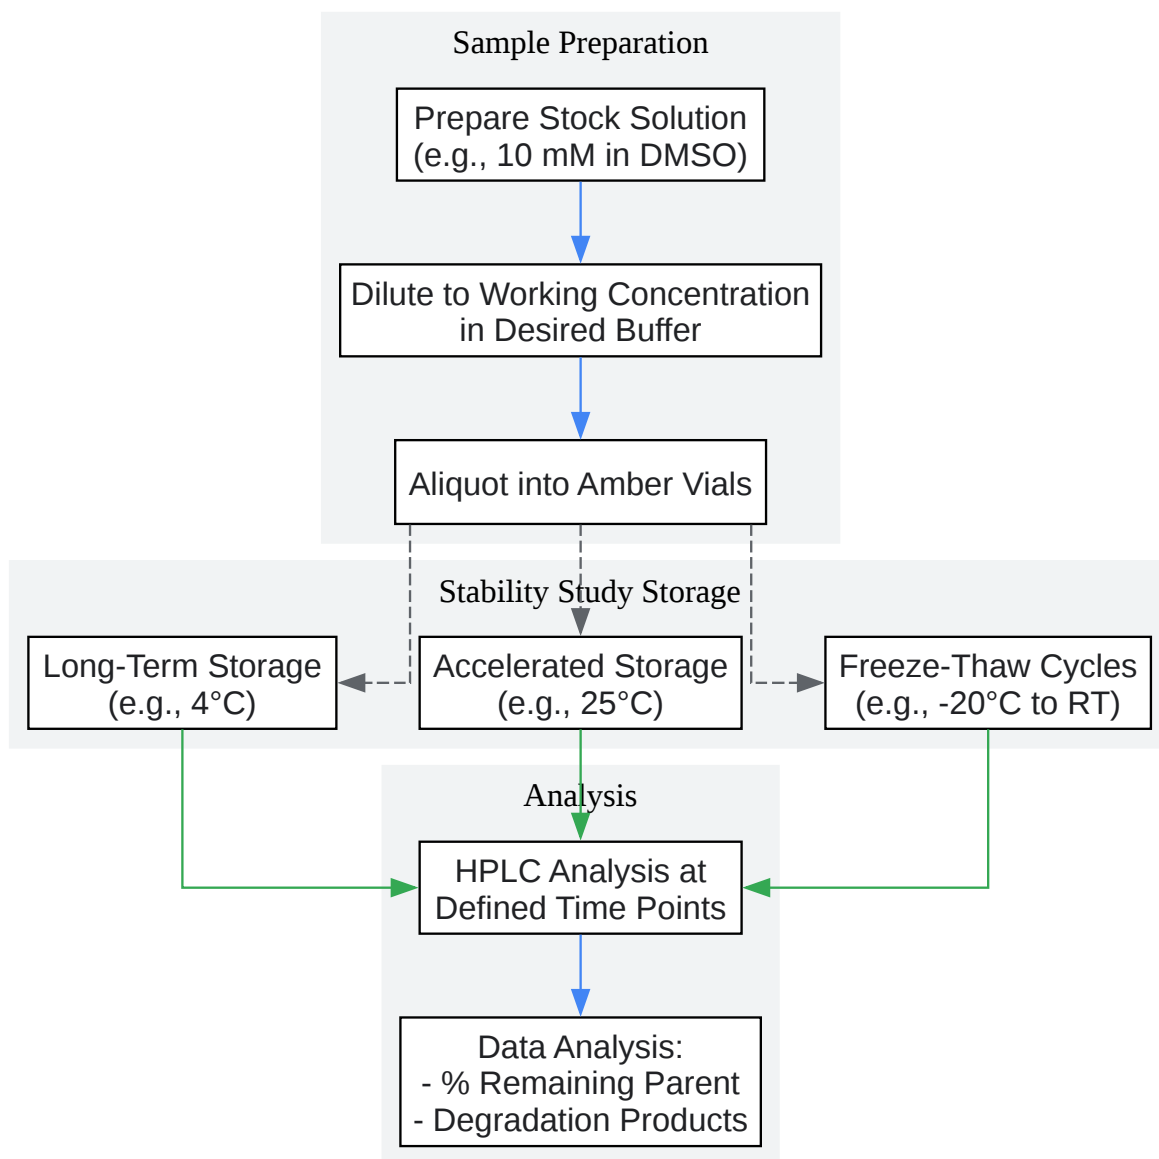 Sample Preparation
Prepare Stock Solution
(e.g., 10 mM in DMSO)
Dilute to Working Concentration
in Desired Buffer
Aliquot into Amber Vials
Stability Study Storage
Long-Term Storage
(e.g., 4°C)
Accelerated Storage
(e.g., 25°C)
Freeze-Thaw Cycles
(e.g., -20°C to RT)
Analysis
HPLC Analysis at
Defined Time Points
Data Analysis:
- % Remaining Parent
- Degradation Products